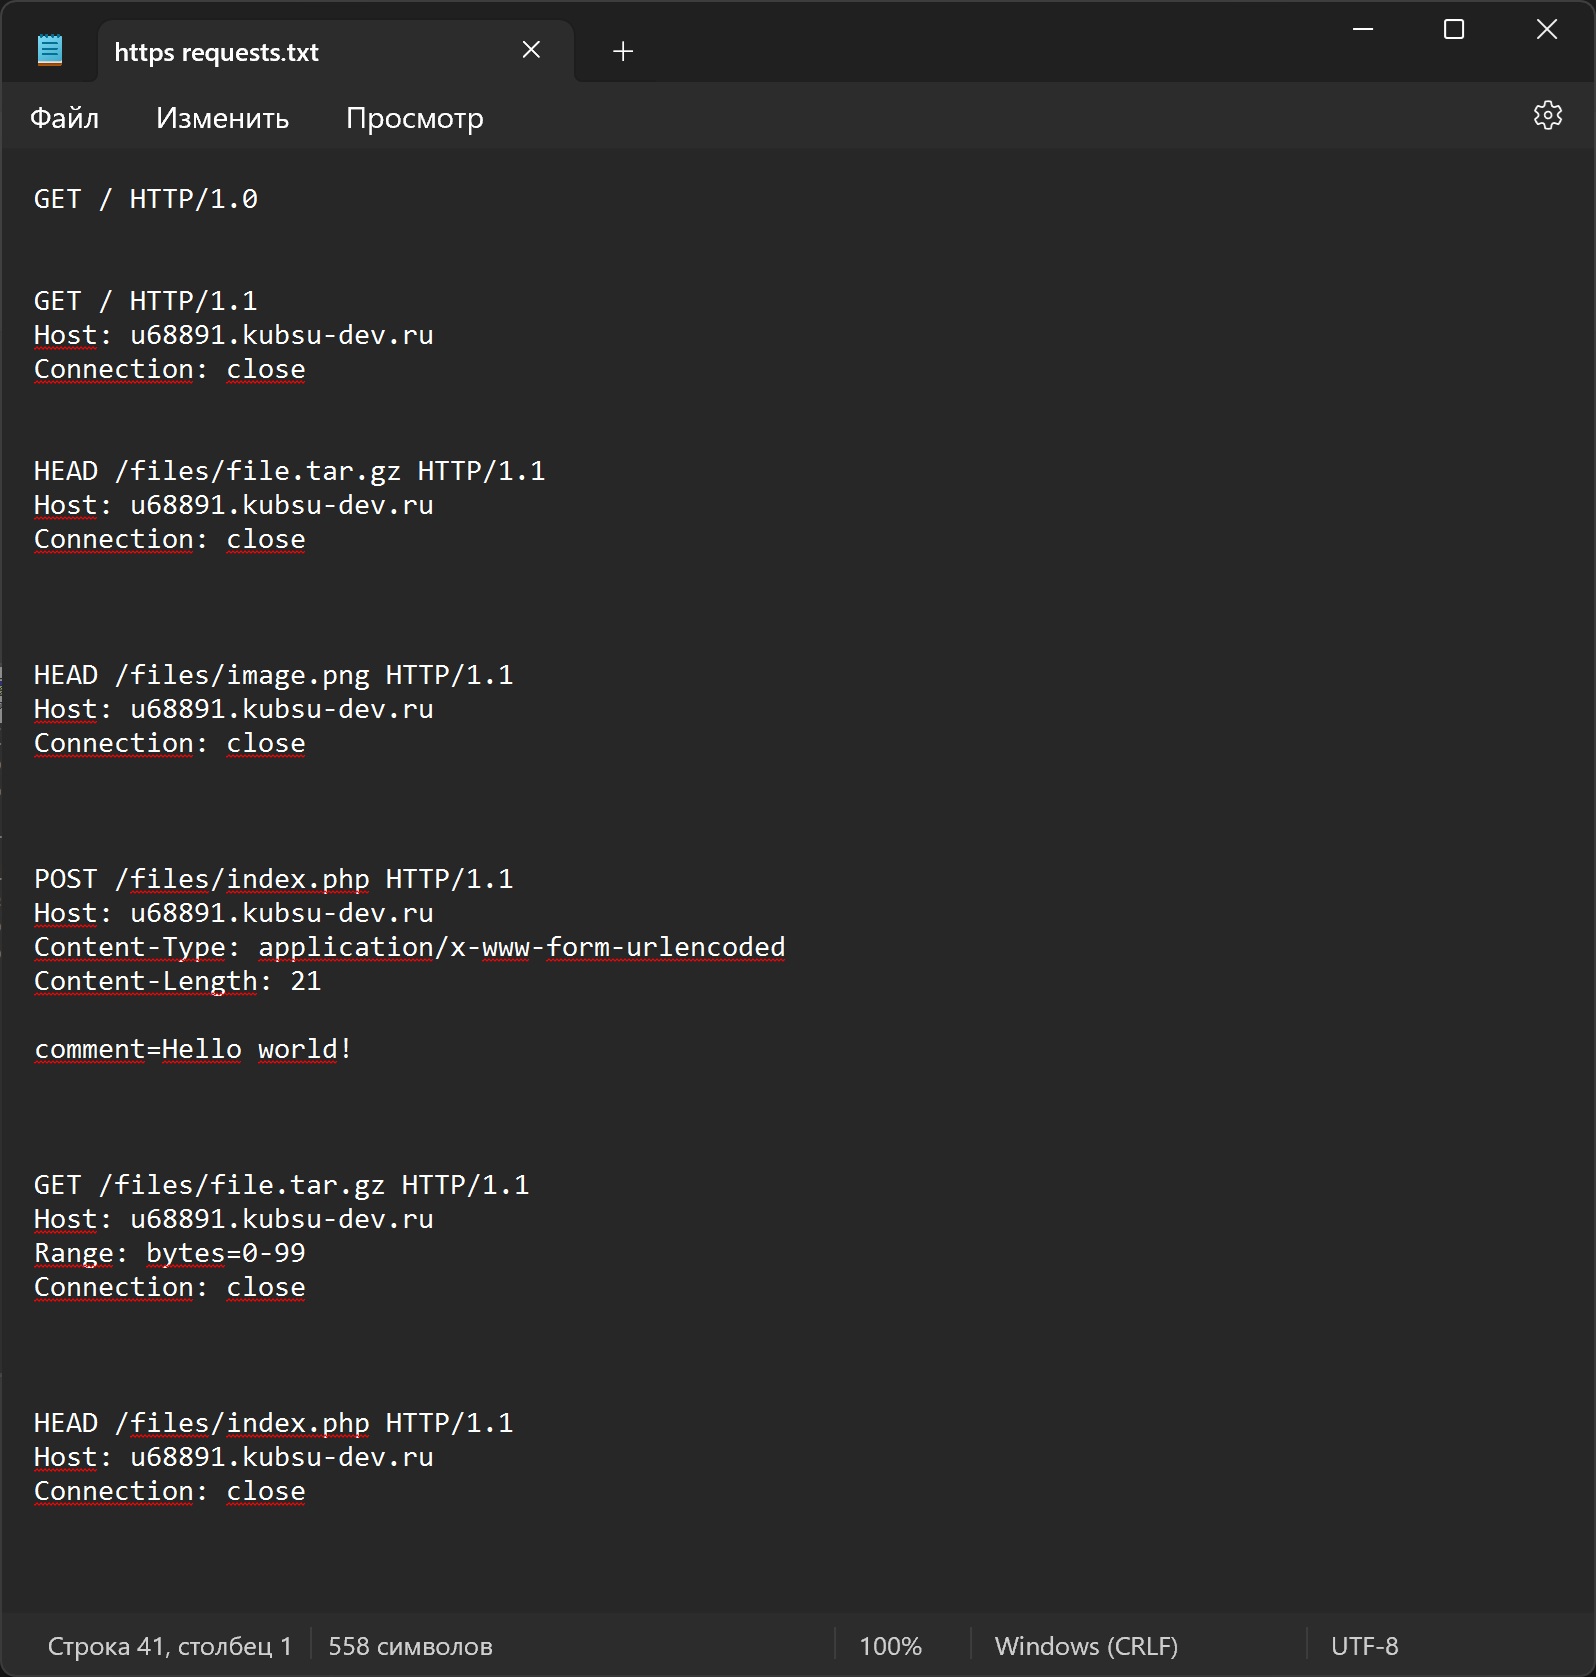 https requests.txt
Файл Изменить Просмотр
GET / HTTP/1.0
GET / HTTP/1.1
Host: u68891.kubsu-dev.ru
Connection: close
HEAD /files/file.tar.gz HTTP/1.1
Host: u68891.kubsu-dev.ru
Connection: close
HEAD /files/image.png HTTP/1.1
Host: u68891.kubsu-dev.ru
Connection: close
POST /files/index.php HTTP/1.1
Host: u68891.kubsu-dev.ru
Content-Type: application/x-www-form-urlencoded
Content-Length: 21
comment=Hello world!
GET /files/file.tar.gz HTTP/1.1
Host: u68891.kubsu-dev.ru
Range: bytes=0-99
Connection: close
HEAD /files/index.php HTTP/1.1
Host: u68891.kubsu-dev.ru
Connection: close
Строка 41, столбец 1 558 символов 100% Windows (CRLF) UTF-8